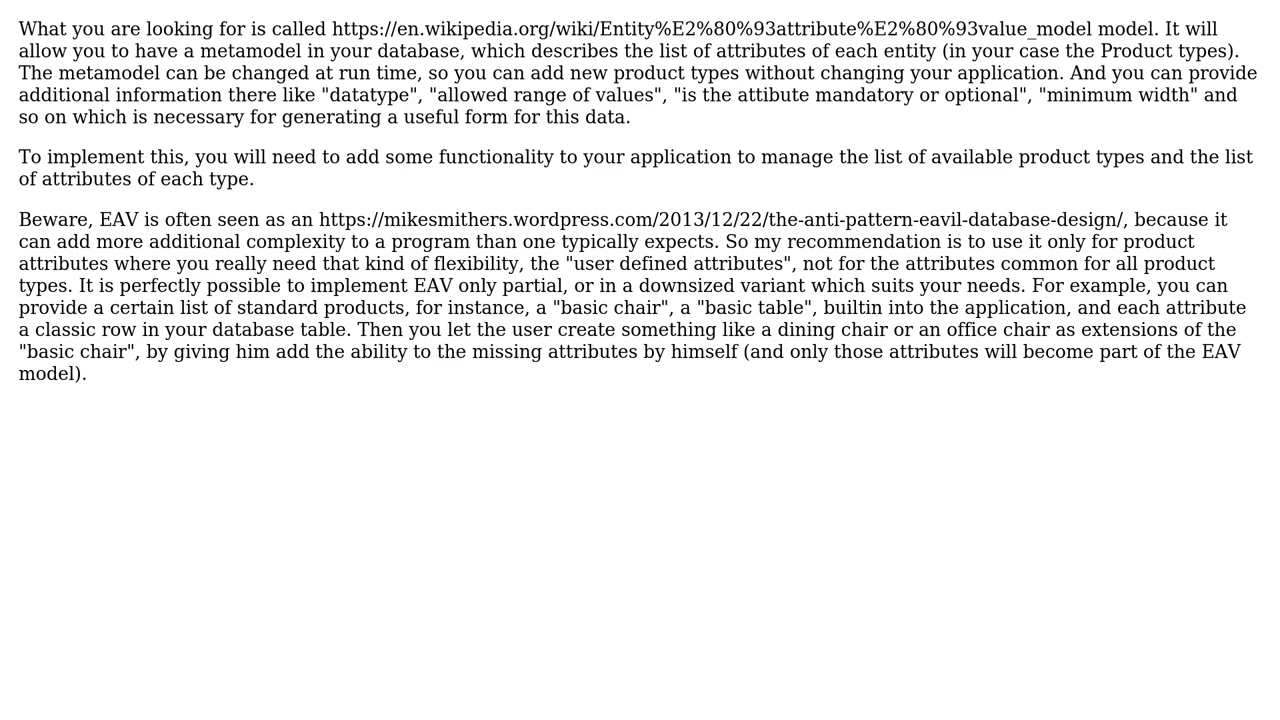 What you are looking for is called https://en.wikipedia.org/wiki/Entity%E2%80%93attribute%E2%80%93value_model model. It will
allow you to have a metamodel in your database, which describes the list of attributes of each entity (in your case the Product types).
The metamodel can be changed at run time, so you can add new product types without changing your application. And you can provide
additional information there like "datatype", "allowed range of values", "is the attibute mandatory or optional", "minimum width" and
so on which is necessary for generating a useful form for this data.
To implement this, you will need to add some functionality to your application to manage the list of available product types and the list
of attributes of each type.
Beware, EAV is often seen as an https://mikesmithers.wordpress.com/2013/12/22/the-anti-pattern-eavil-database-design/, because it
can add more additional complexity to a program than one typically expects. So my recommendation is to use it only for product
attributes where you really need that kind of flexibility, the "user defined attributes", not for the attributes common for all product
types. It is perfectly possible to implement EAV only partial, or in a downsized variant which suits your needs. For example, you can
provide a certain list of standard products, for instance, a "basic chair", a "basic table", builtin into the application, and each attribute
a classic row in your database table. Then you let the user create something like a dining chair or an office chair as extensions of the
"basic chair", by giving him add the ability to the missing attributes by himself (and only those attributes will become part of the EAV
model).